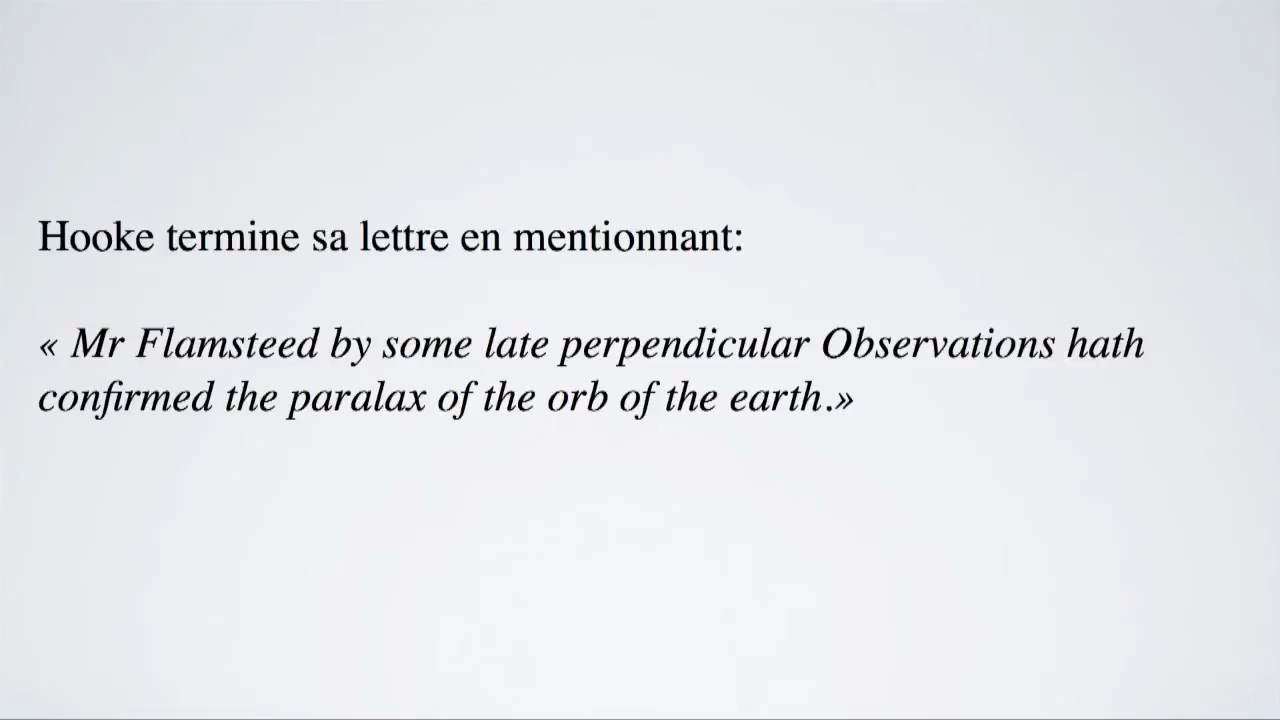 Hooke termine sa lettre en mentionnant:
« Mr Flamsteed by some late perpendicular Observations hath
confirmed the paralax of the orb of the earth.»